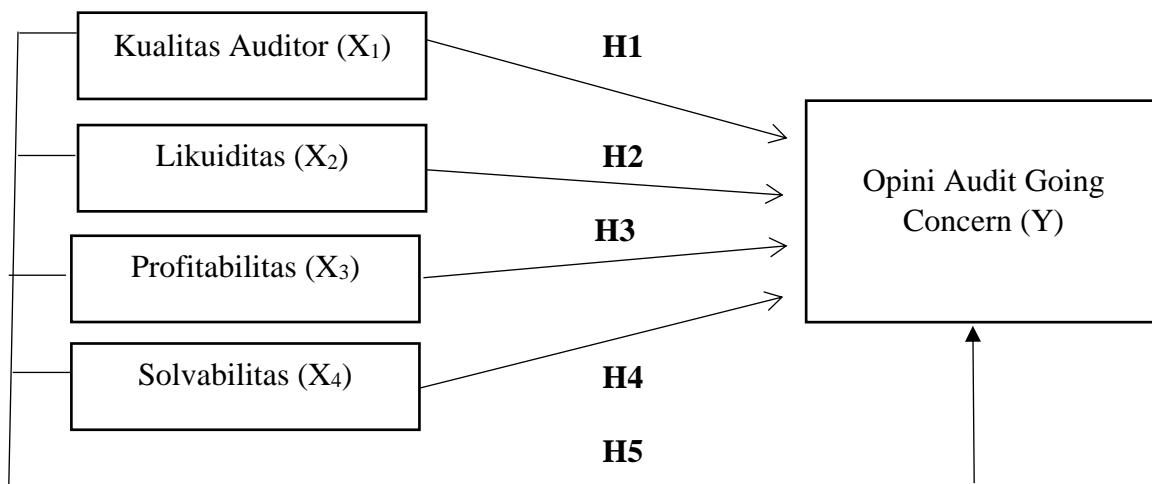 Kualitas Auditor (X₁)
H1
Likuiditas (X₂)
H2
Opini Audit Going
Concern (Y)
H3
Profitabilitas (X₃)
Solvabilitas (X₄)
H4
H5